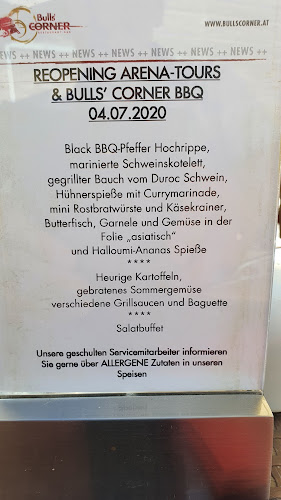 Bulls'
CORNER
WWW.BULLSCORNER.AT
NEWS ++ NEWS ++ NEWS ++ NEWS ++ NEWS ++ NEWS
REOPENING ARENA-TOURS
& BULLS' CORNER BBQ
04.07.2020
Black BBQ-Pfeffer Hochrippe,
marinierte Schweinskotelett,
gegrillter Bauch vom Duroc Schwein,
Hühnerspieße mit Currymarinade,
mini Rostbratwürste und Käsekrainer,
Butterfisch, Garnele und Gemüse in der
Folie „asiatisch"
und Halloumi-Ananas Spieße
****
Heurige Kartoffeln,
gebratenes Sommergemüse
verschiedene Grillsaucen und Baguette
****
Salatbuffet
Unsere geschulten Servicemitarbeiter informieren
Sie gerne über ALLERGENE Zutaten in unseren
Speisen